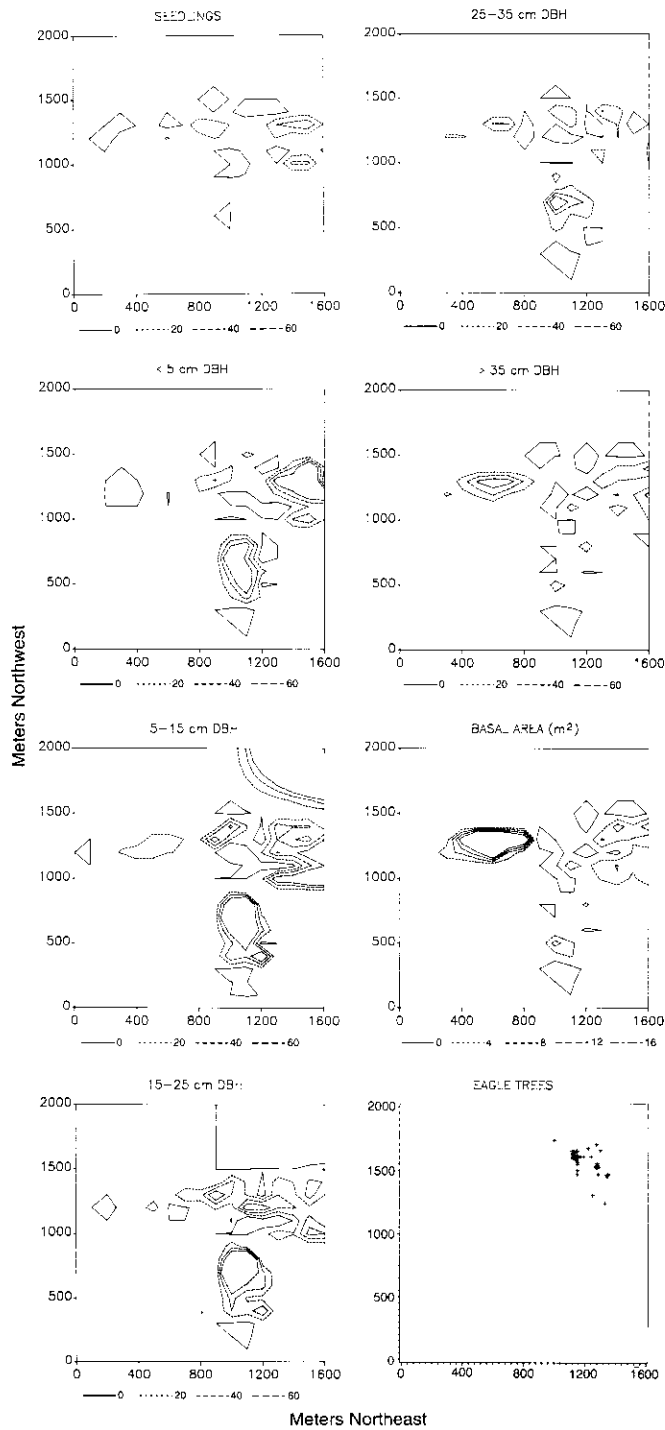 SEEDLINGS
2000
1500
1000
500
0
0 400 800 1200 1600
0 20 40 60
25-35 cm DBH
2000
1500
1000
500
0
0 400 800 1200 1600
0 20 40 60
< 5 cm DBH
2000
1500
1000
500
0
0 400 800 1200 1600
0 20 40 60
> 35 cm DBH
2000
1500
1000
500
0
0 400 800 1200 1600
0 20 40 60
Meters Northwest
5-15 cm DBH
2000
1500
1000
500
0
0 400 800 1200 1600
0 20 40 60
BASAL AREA (m²)
2000
1500
1000
500
0
0 400 800 1200 1600
0 4 8 12 16
15-25 cm DBH
2000
1500
1000
500
0
0 400 800 1200 1600
0 20 40 60
EAGLE TREES
2000
1500
1000
500
0
0 400 800 1200 1600
Meters Northeast